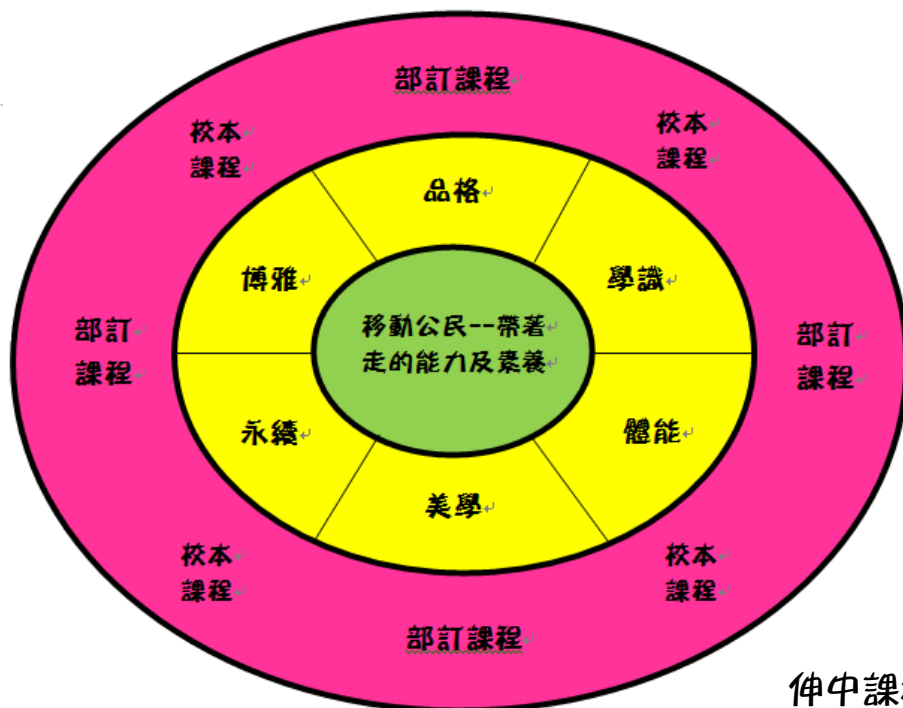 部訂課程
校本
課程
校本
課程
品格
博雅
學識
移動公民--帶著
走的能力及素養
部訂
課程
部訂
課程
永續
體能
美學
校本
課程
校本
課程
部訂課程
伸中課